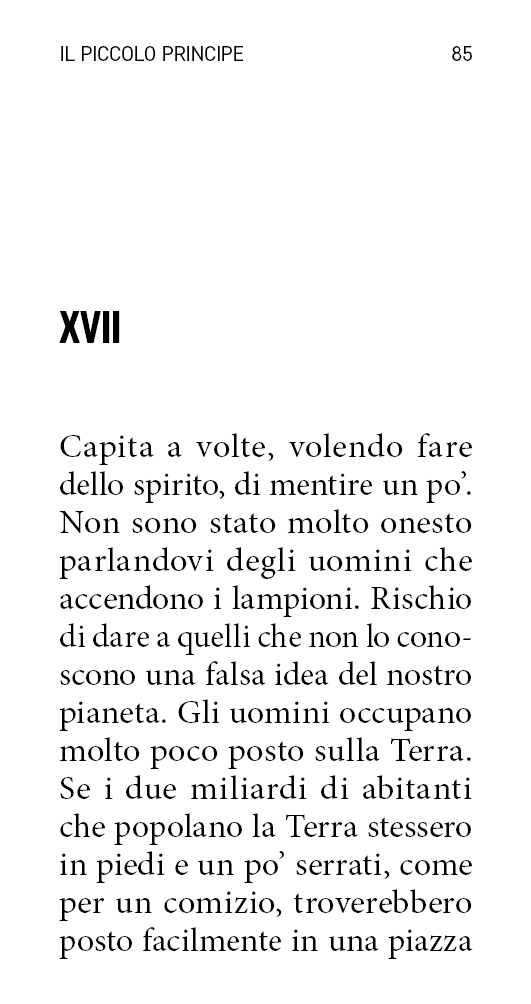 IL PICCOLO PRINCIPE 85
XVII
Capita a volte, volendo fare
dello spirito, di mentire un po’.
Non sono stato molto onesto
parlandovi degli uomini che
accendono i lampioni. Rischio
di dare a quelli che non lo cono-
scono una falsa idea del nostro
pianeta. Gli uomini occupano
molto poco posto sulla Terra.
Se i due miliardi di abitanti
che popolano la Terra stessero
in piedi e un po’ serrati, come
per un comizio, troverebbero
posto facilmente in una piazza